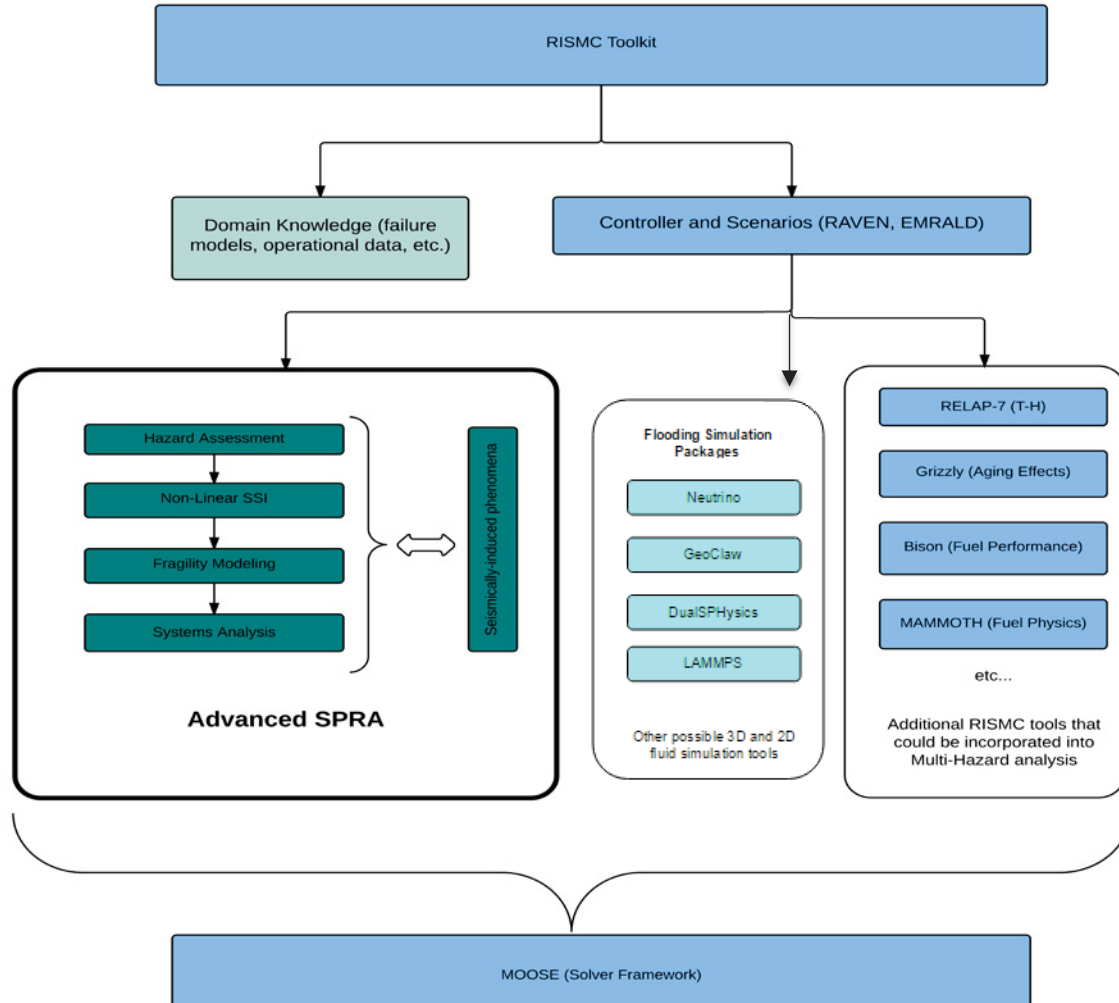 RISMC Toolkit
Domain Knowledge (failure
models, operational data, etc.)
Controller and Scenarios (RAVEN, EMRALD)
Hazard Assessment
Non-Linear SSI
Fragility Modeling
Systems Analysis
Seismically-induced phenomena
Advanced SPRA
Flooding Simulation
Packages
Neutrino
GeoClaw
DualSPHysics
LAMMPS
Other possible 3D and 2D
fluid simulation tools
RELAP-7 (T-H)
Grizzly (Aging Effects)
Bison (Fuel Performance)
MAMMOTH (Fuel Physics)
etc...
Additional RISMC tools that
could be incorporated into
Multi-Hazard analysis
MOOSE (Solver Framework)